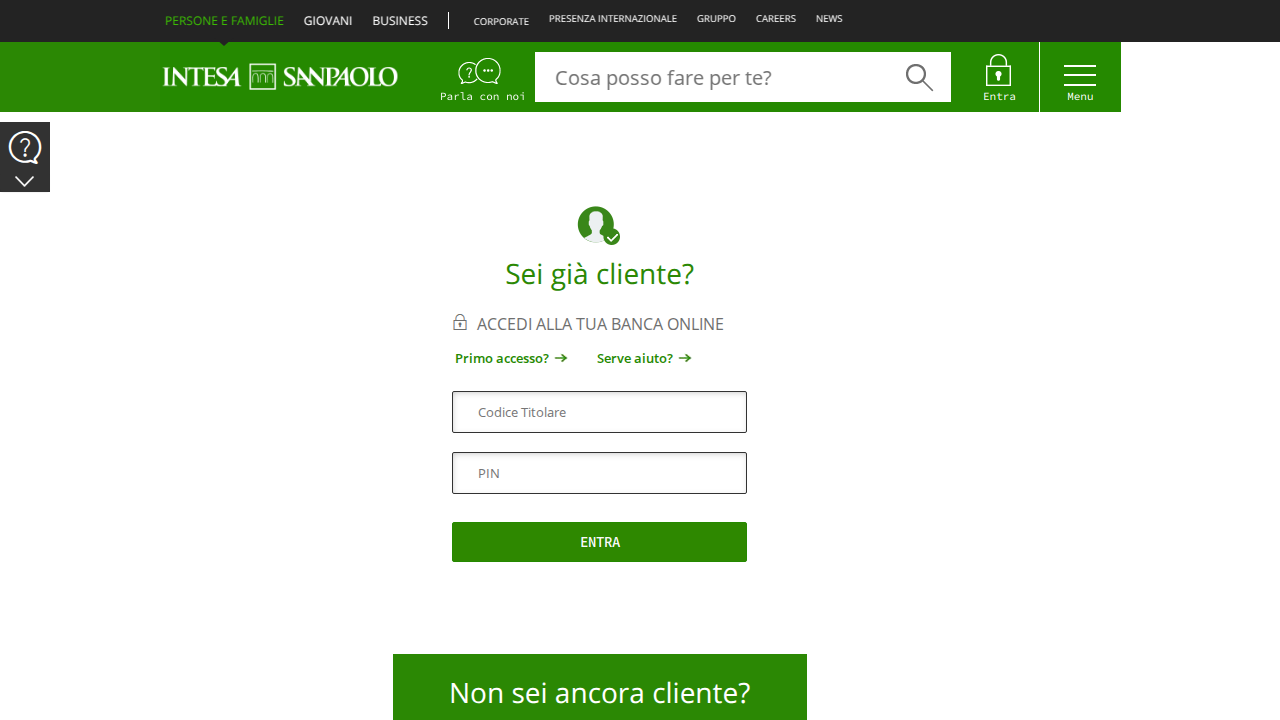 PERSONE E FAMIGLIE GIOVANI BUSINESS CORPORATE PRESENZA INTERNAZIONALE GRUPPO CAREERS NEWS
INTESA SANPAOLO
Parla con noi
Cosa posso fare per te?
Entra
Menu
Sei già cliente?
ACCEDI ALLA TUA BANCA ONLINE
Primo accesso? Serve aiuto?
Codice Titolare
PIN
ENTRA
Non sei ancora cliente?